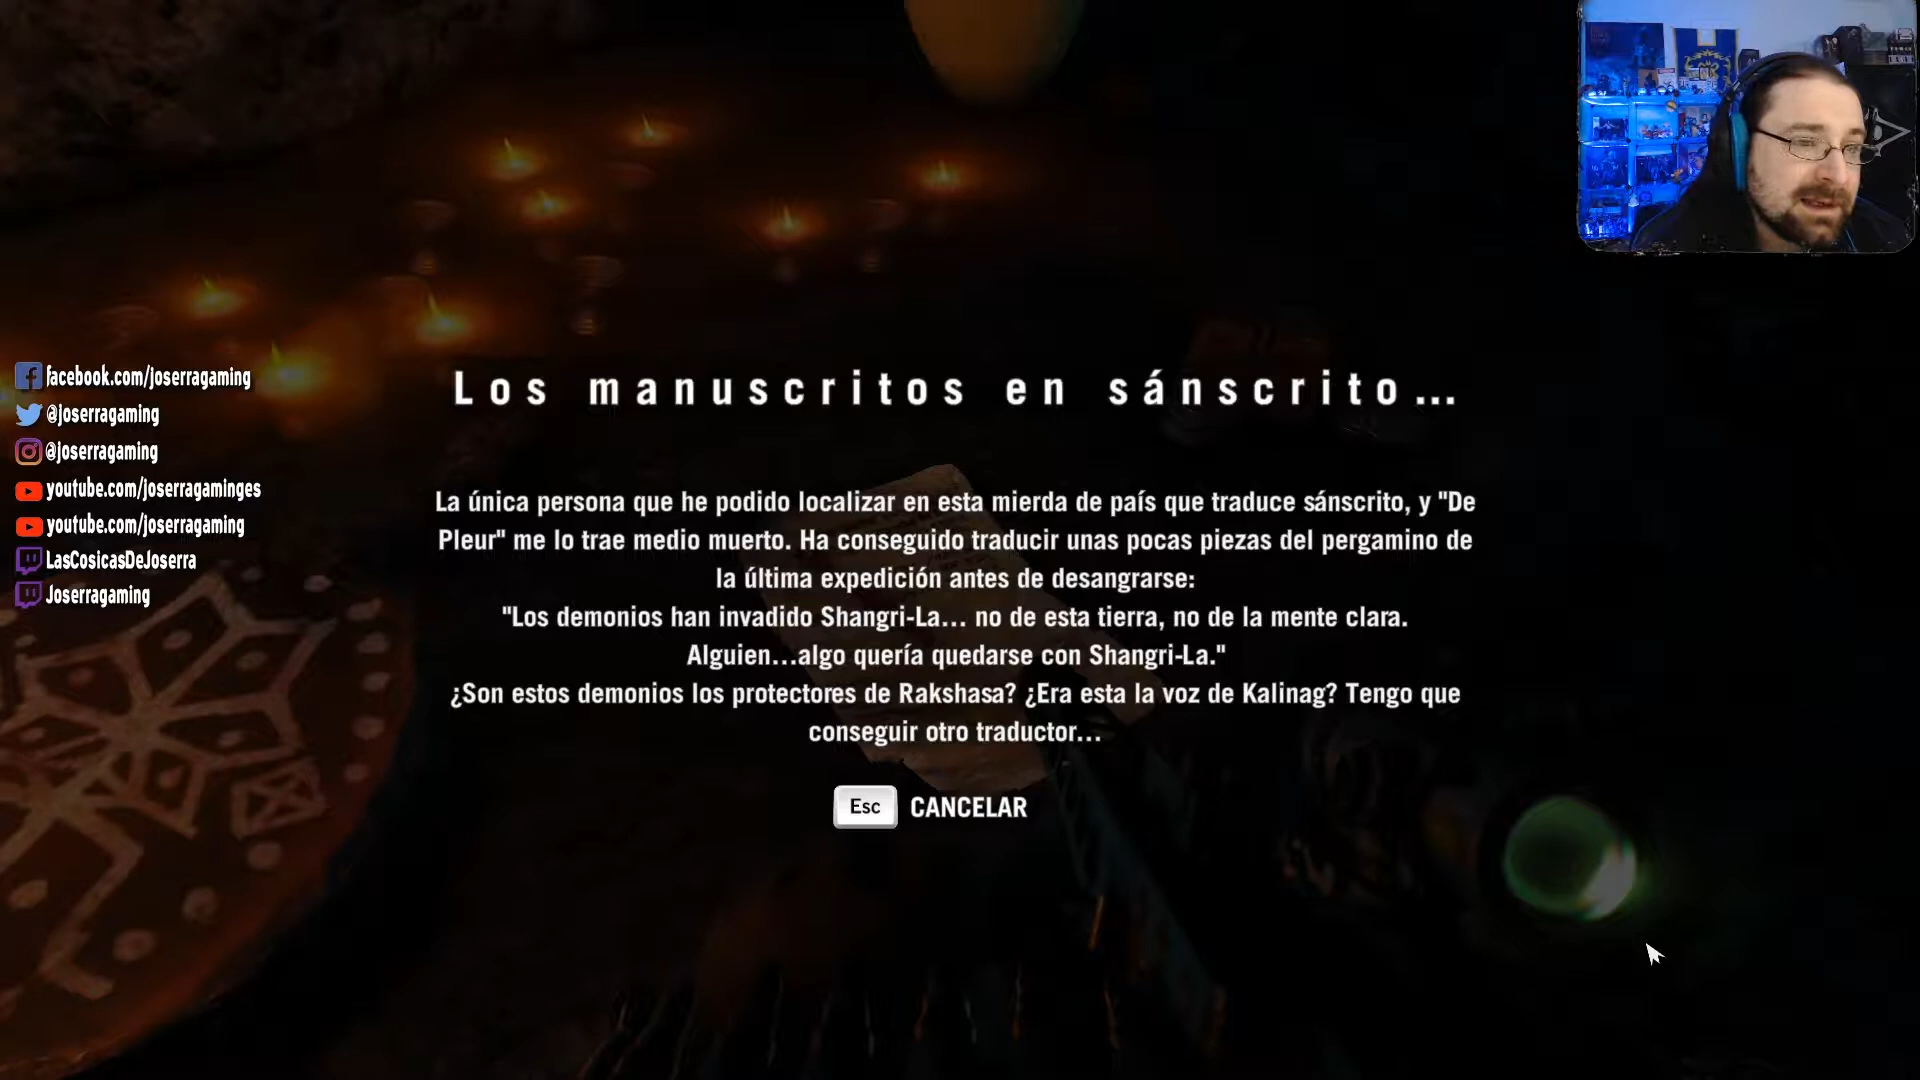 facebook.com/joserragaming
@joserragaming
@joserragaming
youtube.com/joserragaminges
youtube.com/joserragaming
LasCosicasDeJoserra
Joserragaming
Los manuscritos en sánscrito...
La única persona que he podido localizar en esta mierda de país que traduce sánscrito, y "De
Pleur" me lo trae medio muerto. Ha conseguido traducir unas pocas piezas del pergamino de
la última expedición antes de desangrarse:
"Los demonios han invadido Shangri-La... no de esta tierra, no de la mente clara.
Alguien...algo quería quedarse con Shangri-La."
¿Son estos demonios los protectores de Rakshasa? ¿Era esta la voz de Kalinag? Tengo que
conseguir otro traductor...
Esc CANCELAR